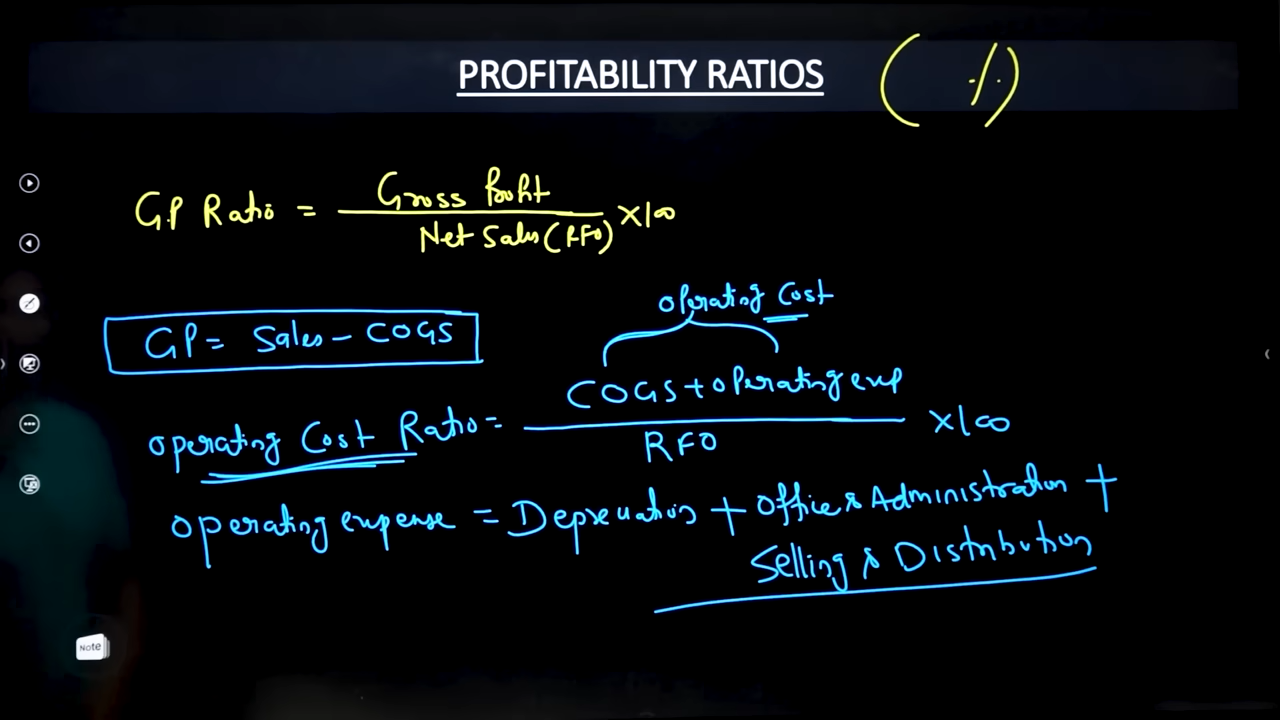 PROFITABILITY RATIOS ( %)
G.P Ratio = Gross Profit / Net Sales (RFO) ×100
GP = Sales - COGS
operating Cost
operating Cost Ratio = COGS + operating exp / RFO ×100
operating expense = Depreciation + office & Administration +
Selling & Distribution
Note